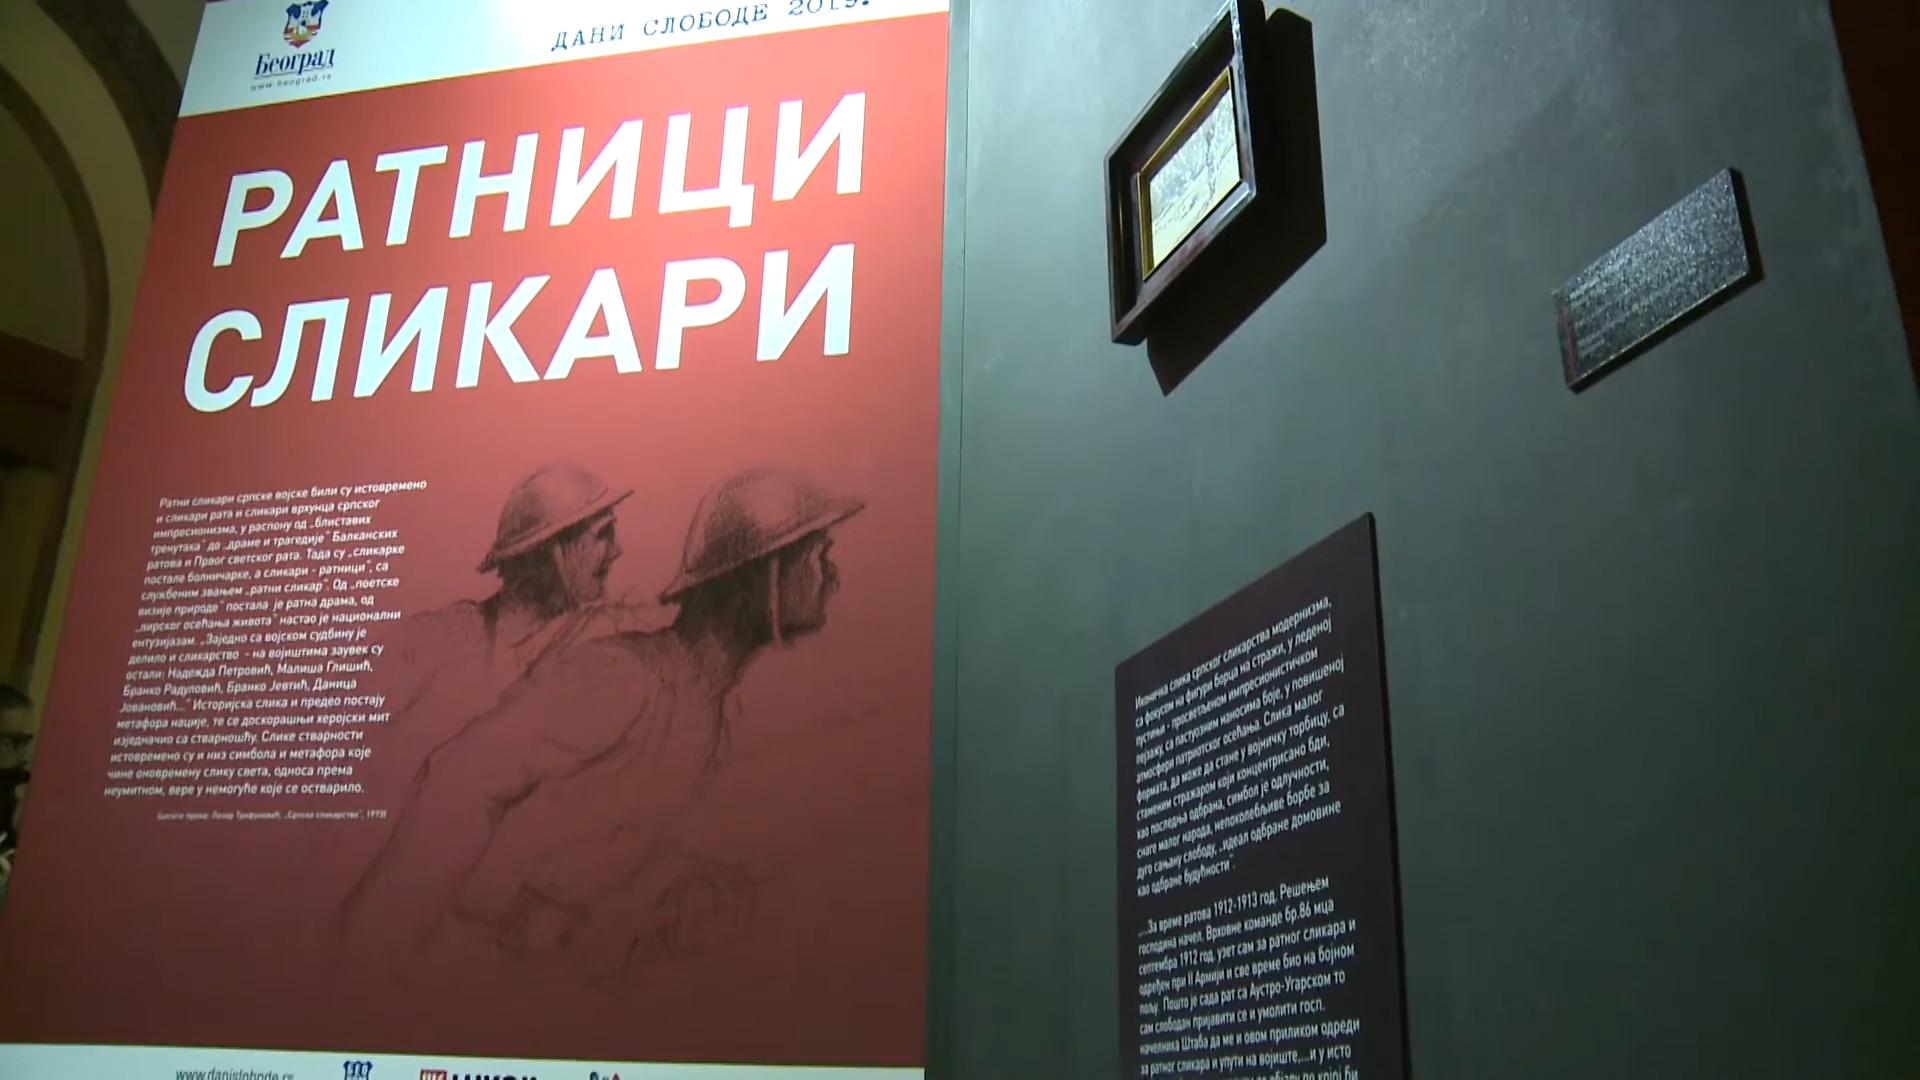 Београд
www.beograd.rs
ДАНИ СЛОБОДЕ 2019.
РАТНИЦИ
СЛИКАРИ
Ратни сликари српске војске били су истовремено
и сликари рата и сликари врхунца српског
импресионизма, у распону од „блиставих
тренутака" до „драме и трагедије" Балканских
ратова и Првог светског рата. Тада су „сликарке
постале болничарке, а сликари - ратници", са
службеним звањем „ратни сликар". Од „поетске
визије природе" постала је ратна драма, од
„лирског осећања живота" настао је национални
ентузијазам. „Заједно са војском судбину је
делило и сликарство - на војиштима заувек су
остали: Надежда Петровић, Малиша Глишић,
Бранко Радуловић, Бранко Јевтић, Даница
Јовановић..." Историјска слика и предео постају
метафора нације, те се доскорашњи херојски мит
изједначио са стварношћу. Слике стварности
истовремено су и низ симбола и метафора које
чине оновремену слику света, односа према
неумитном, вере у немогуће које се остварило.
(цитати према: Лазар Трифуновић, „Српско сликарство", 1973)
www.danislobode.rs
Иконичка слика српског сликарства модернизма,
са фокусом на фигури борца на стражи, у леденој
пустињи - просветљеном импресионистичком
пејзажу, са пастуозним наносима боје, у повишеној
атмосфери патриотског осећања. Слика малог
формата, да може да стане у војничку торбицу, са
стаменим стражаром који концентрисано бди,
као последња одбрана, симбол је одлучности,
снаге малог народа, непоколебљиве борбе за
дуго сањану слободу, „идеал одбране домовине
као одбране будућности".
„...За време ратова 1912-1913 год. Решењем
господина начел. Врховне команде бр.86 мца
септембра 1912 год. узет сам за ратног сликара и
одређен при II Армији и све време био на бојном
пољу. Пошто је сада рат са Аустро-Угарском то
сам слободан пријавити се и умолити госп.
начелника Штаба да ме и овом приликом одреди
за ратног сликара и упути на војиште,...и у исто